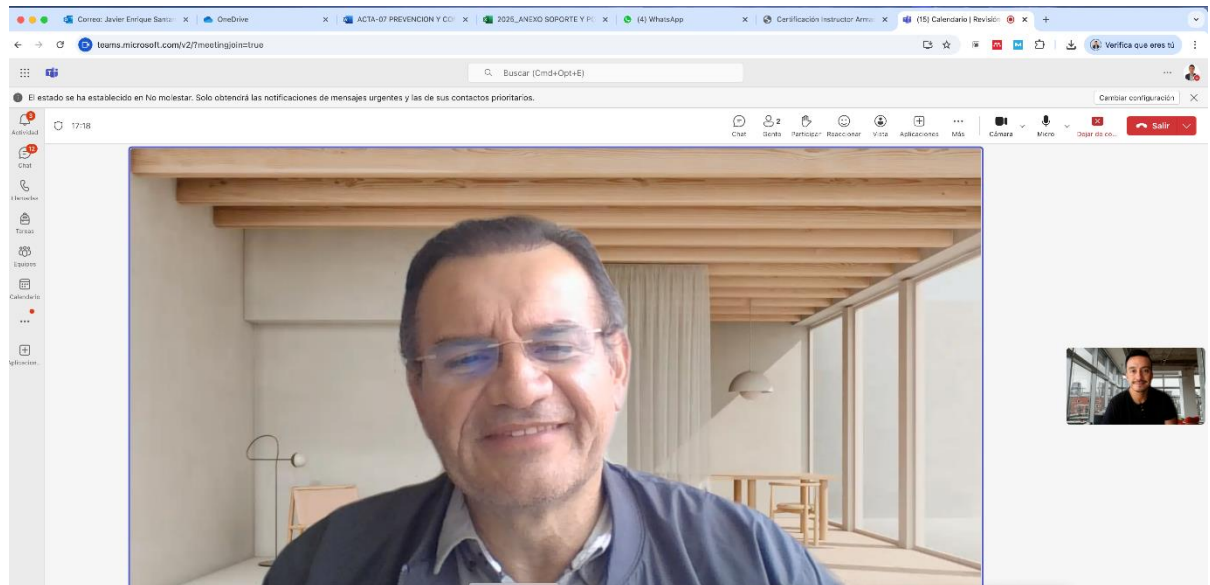 Correo: Javier Enrique Santan
OneDrive
ACTA-07 PREVENCION Y CO
2025_ANEXO SOPORTE Y P
(4) WhatsApp
Certificación Instructor Arma
(15) Calendario | Revisión
teams.microsoft.com/v2/?meetingjoin=true
Verifica que eres tú
Buscar (Cmd+Opt+E)
El estado se ha establecido en No molestar. Solo obtendrá las notificaciones de mensajes urgentes y las de sus contactos prioritarios.
Cambiar configuración
17:18
Chat
Gente
2
Participar
Reaccionar
Vista
Aplicaciones
Más
Cámara
Micro
Dejar de co...
Salir
Actividad
Chat
12
Llamadas
Tareas
Equipos
Calendario
Aplicacion...